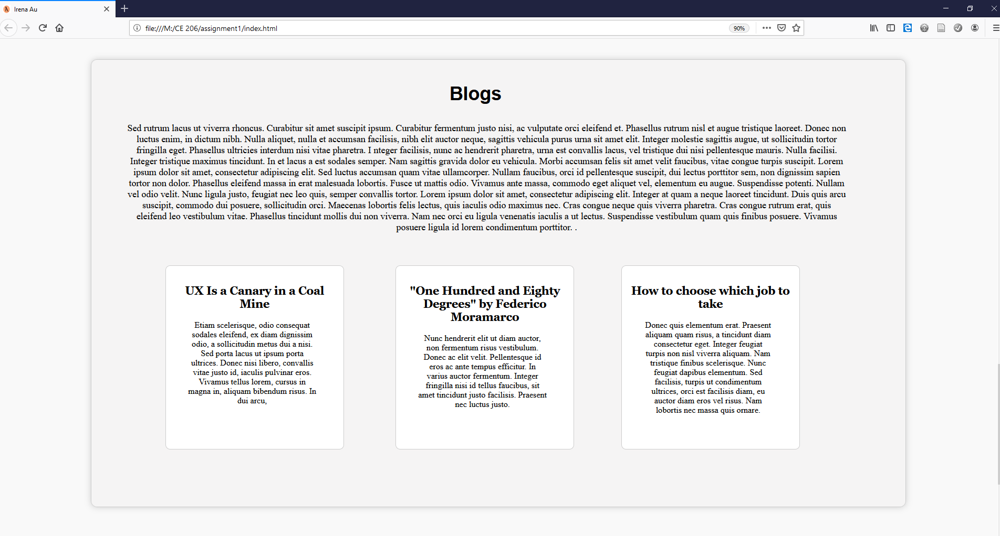 Irena Au
file:///M:/CE 206/assignment1/index.html
90%
Blogs
Sed rutrum lacus ut viverra rhoncus. Curabitur sit amet suscipit ipsum. Curabitur fermentum justo nisi, ac vulputate orci eleifend et. Phasellus rutrum nisl et augue tristique laoreet. Donec non
luctus enim, in dictum nibh. Nulla aliquet, nulla et accumsan facilisis, nibh elit auctor neque, sagittis vehicula purus urna sit amet elit. Integer molestie sagittis augue, ut sollicitudin tortor
fringilla eget. Phasellus ultricies interdum nisi vitae pharetra. I nteger facilisis, nunc ac hendrerit pharetra, urna est convallis lacus, vel tristique dui nisi pellentesque mauris. Nulla facilisi.
Integer tristique maximus tincidunt. In et lacus a est sodales semper. Nam sagittis gravida dolor eu vehicula. Morbi accumsan felis sit amet velit faucibus, vitae congue turpis suscipit. Lorem
ipsum dolor sit amet, consectetur adipiscing elit. Sed luctus accumsan quam vitae ullamcorper. Nullam faucibus, orci id pellentesque suscipit, dui lectus porttitor sem, non dignissim sapien
tortor non dolor. Phasellus eleifend massa in erat malesuada lobortis. Fusce ut mattis odio. Vivamus ante massa, commodo eget aliquet vel, elementum eu augue. Suspendisse potenti. Nullam
vel odio velit. Nunc ligula justo, feugiat nec leo quis, semper convallis tortor. Lorem ipsum dolor sit amet, consectetur adipiscing elit. Integer at quam a neque laoreet tincidunt. Duis quis arcu
suscipit, commodo dui posuere, sollicitudin orci. Maecenas lobortis felis lectus, quis iaculis odio maximus nec. Cras congue neque quis viverra pharetra. Cras congue rutrum erat, quis
eleifend leo vestibulum vitae. Phasellus tincidunt mollis dui non viverra. Nam nec orci eu ligula venenatis iaculis a ut lectus. Suspendisse vestibulum quam quis finibus posuere. Vivamus
posuere ligula id lorem condimentum porttitor. .
UX Is a Canary in a Coal
Mine
Etiam scelerisque, odio consequat
sodales eleifend, ex diam dignissim
odio, a sollicitudin metus dui a nisi.
Sed porta lacus ut ipsum porta
ultrices. Donec nisi libero, convallis
vitae justo id, iaculis pulvinar eros.
Vivamus tellus lorem, cursus in
magna in, aliquam bibendum risus. In
dui arcu,
"One Hundred and Eighty
Degrees" by Federico
Moramarco
Nunc hendrerit elit ut diam auctor,
non fermentum risus vestibulum.
Donec ac elit velit. Pellentesque id
eros ac ante tempus efficitur. In
varius auctor fermentum. Integer
fringilla nisi id tellus faucibus, sit
amet tincidunt justo facilisis. Praesent
nec luctus justo.
How to choose which job to
take
Donec quis elementum erat. Praesent
aliquam quam risus, a tincidunt diam
consectetur eget. Integer feugiat
turpis non nisl viverra aliquam. Nam
tristique finibus scelerisque. Nunc
feugiat dapibus elementum. Sed
facilisis, turpis ut condimentum
ultrices, orci est facilisis diam, eu
auctor diam eros vel risus. Nam
lobortis nec massa quis ornare.